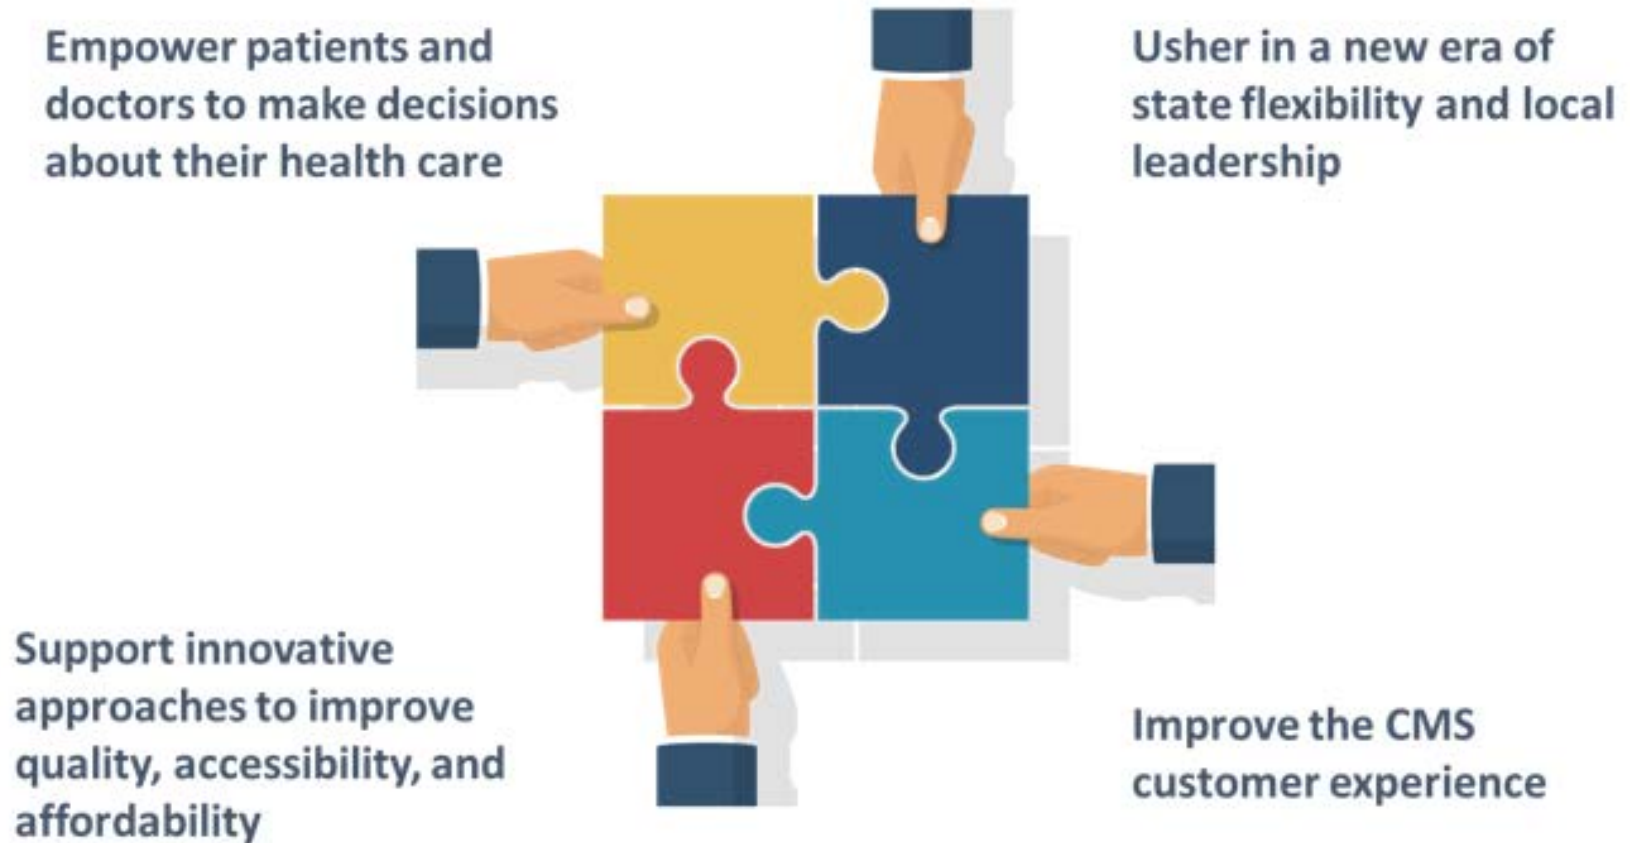 Empower patients and
doctors to make decisions
about their health care
Usher in a new era of
state flexibility and local
leadership
Support innovative
approaches to improve
quality, accessibility, and
affordability
Improve the CMS
customer experience